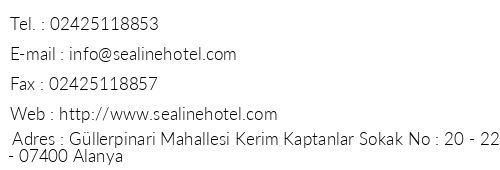 Tel. : 02425118853
E-mail : info@sealinehotel.com
Fax : 02425118857
Web : http://www.sealinehotel.com
Adres : Güllerpinari Mahallesi Kerim Kaptanlar Sokak No : 20 - 22
- 07400 Alanya